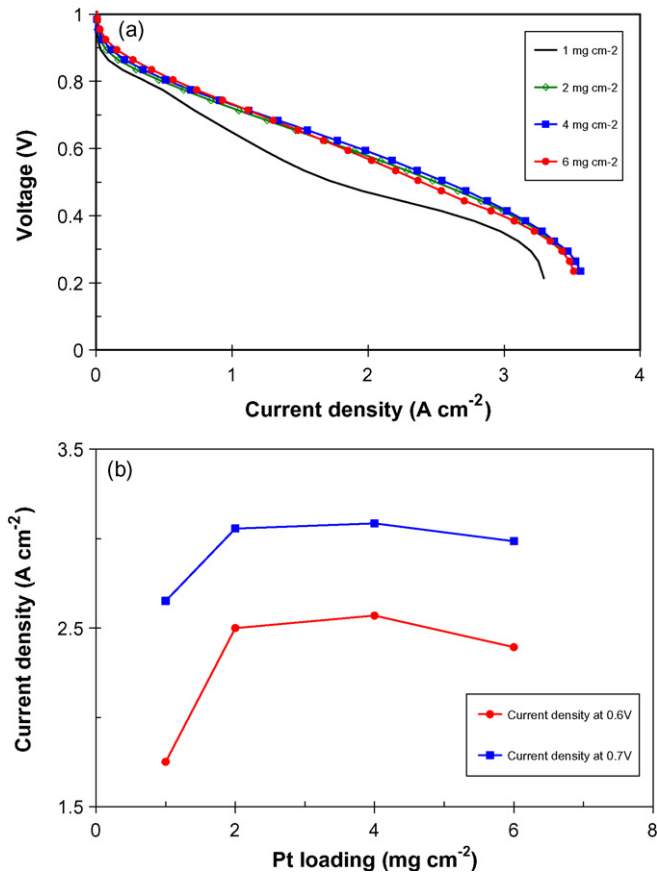 (a)
1
0.8
0.6
0.4
0.2
0
Voltage (V)
1 mg cm-2
2 mg cm-2
4 mg cm-2
6 mg cm-2
0 1 2 3 4
Current density (A cm⁻²)
(b)
3.5
2.5
1.5
Current density (A cm⁻²)
Current density at 0.6V
Current density at 0.7V
0 2 4 6 8
Pt loading (mg cm⁻²)